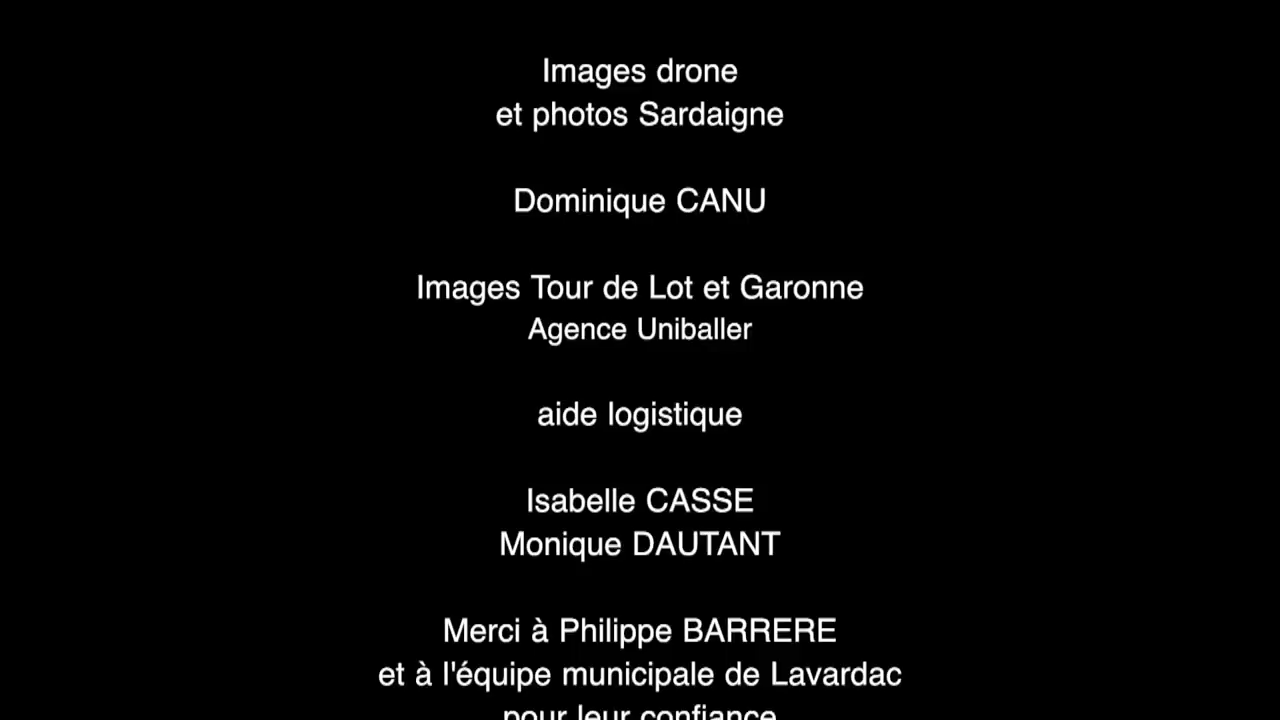 Images drone
et photos Sardaigne
Dominique CANU
Images Tour de Lot et Garonne
Agence Uniballer
aide logistique
Isabelle CASSE
Monique DAUTANT
Merci à Philippe BARRERE
et à l'équipe municipale de Lavardac
pour leur confiance